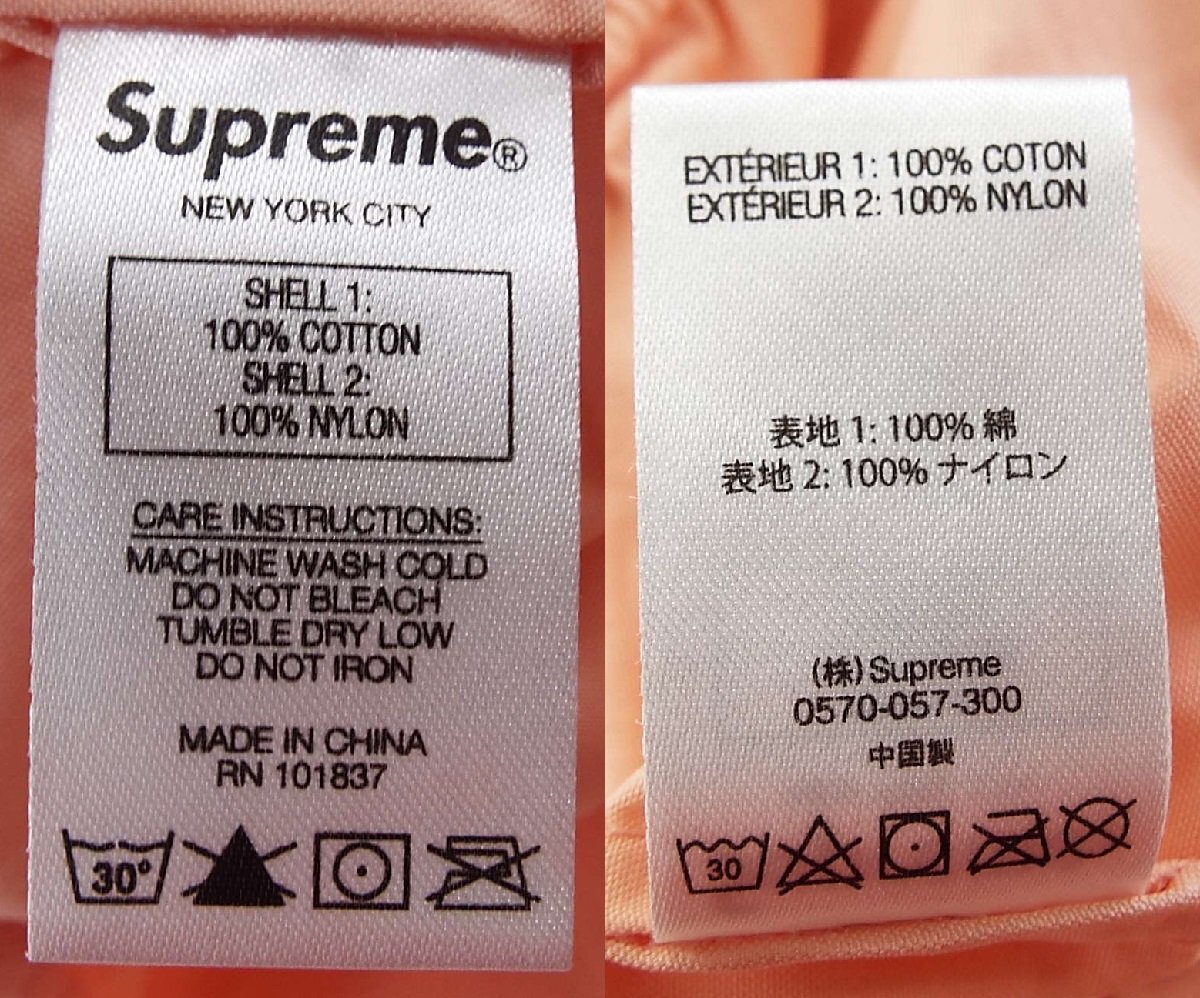 Supreme®
NEW YORK CITY
SHELL 1:
100% COTTON
SHELL 2:
100% NYLON
CARE INSTRUCTIONS:
MACHINE WASH COLD
DO NOT BLEACH
TUMBLE DRY LOW
DO NOT IRON
MADE IN CHINA
RN 101837
30°
EXTÉRIEUR 1: 100% COTON
EXTÉRIEUR 2: 100% NYLON
表地 1: 100% 綿
表地 2: 100% ナイロン
(株) Supreme
0570-057-300
中国製
30